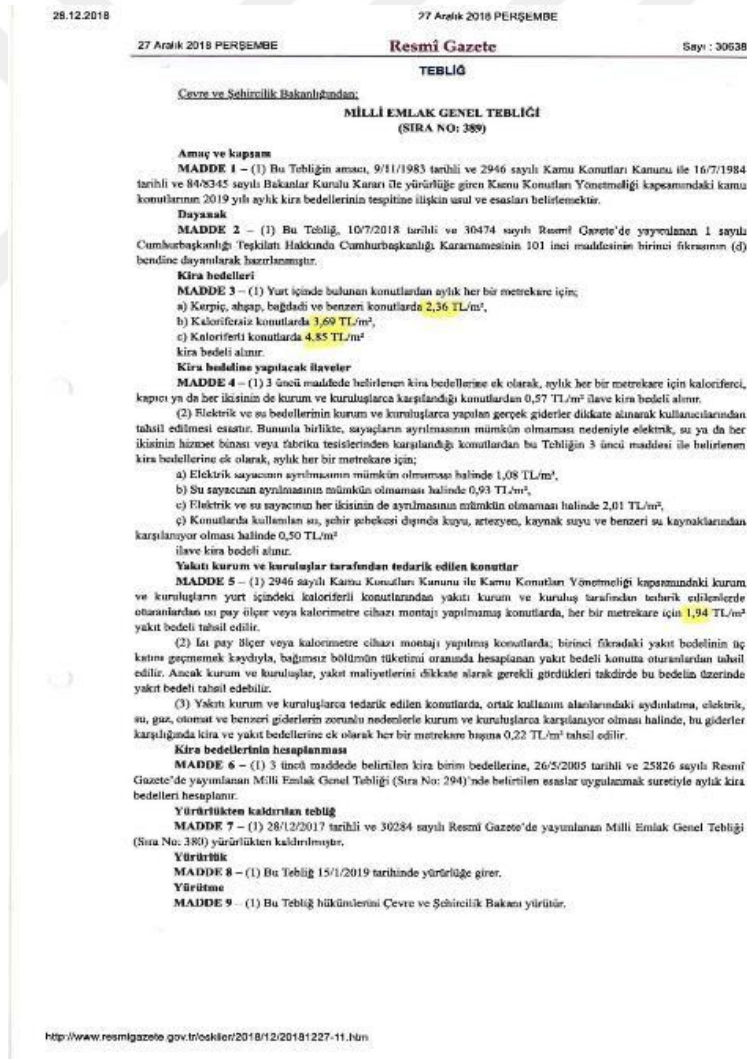 28.12.2018
27 Aralık 2018 PERŞEMBE
27 Aralık 2018 PERŞEMBE
Resmî Gazete
Sayı : 30638
TEBLİĞ
Çevre ve Şehircilik Bakanlığından:
MİLLİ EMLAK GENEL TEBLİĞİ
(SIRA NO: 389)
Amaç ve kapsam
MADDE 1 – (1) Bu Tebliğin amacı, 9/11/1983 tarihli ve 2946 sayılı Kamu Konutları Kanunu ile 16/7/1984
tarihli ve 84/8345 sayılı Bakanlar Kurulu Kararı ile yürürlüğe giren Kamu Konutları Yönetmeliği kapsamındaki kamu
konutlarının 2019 yılı aylık kira bedellerinin tespitine ilişkin usul ve esasları belirlemektir.
Dayanak
MADDE 2 – (1) Bu Tebliğ, 10/7/2018 tarihli ve 30474 sayılı Resmî Gazete'de yayımlanan 1 sayılı
Cumhurbaşkanlığı Teşkilatı Hakkında Cumhurbaşkanlığı Kararnamesinin 101 inci maddesinin birinci fıkrasının (d)
bendine dayanılarak hazırlanmıştır.
Kira bedelleri
MADDE 3 – (1) Yurt içinde bulunan konutlardan aylık her bir metrekare için;
a) Kerpiç, ahşap, bağdadi ve benzeri konutlarda 2,36 TL/m²,
b) Kaloriferaiz konutlarda 3,69 TL/m²,
c) Kaloriferli konutlarda 4,85 TL/m²
kira bedeli alınır.
Kira bedeline yapılacak ilaveler
MADDE 4 – (1) 3 üncü maddede belirlenen kira bedellerine ek olarak, aylık her bir metrekare için kaloriferci,
kapıcı ya da her ikisinin de kurum ve kuruluşlarca karşılandığı konutlardan 0,57 TL/m² ilave kira bedeli alınır.
(2) Elektrik ve su bedellerinin kurum ve kuruluşlarca yapılan gerçek giderler dikkate alınarak kullanıcılarından
tahsil edilmesi esastır. Bununla birlikte, sayaçların ayrılmasının mümkün olmaması nedeniyle elektrik, su ya da her
ikisinin hizmet binası veya fabrika tesislerinden karşılandığı konutlardan bu Tebliğin 3 üncü maddesi ile belirlenen
kira bedellerine ek olarak, aylık her bir metrekare için;
a) Elektrik sayacının ayrılmasının mümkün olmaması halinde 1,08 TL/m²,
b) Su sayacının ayrılmasının mümkün olmaması halinde 0,93 TL/m²,
c) Elektrik ve su sayacının her ikisinin de ayrılmasının mümkün olmaması halinde 2,01 TL/m²,
ç) Konutlarda kullanılan su, şehir şebekesi dışında kuyu, artezyen, kaynak suyu ve benzeri su kaynaklarından
karşılanıyor olması halinde 0,50 TL/m²
ilave kira bedeli alınır.
Yakıtı kurum ve kuruluşlar tarafından tedarik edilen konutlar
MADDE 5 – (1) 2946 sayılı Kamu Konutları Kanunu ile Kamu Konutları Yönetmeliği kapsamındaki kurum
ve kuruluşların yurt içindeki kaloriferli konutlarından yakıtı kurum ve kuruluş tarafından tedarik edilenlerde
oturanlardan ısı pay ölçer veya kalorimetre cihazı montajı yapılmamış konutlarda, her bir metrekare için 1,94 TL/m²
yakıt bedeli tahsil edilir.
(2) Isı pay ölçer veya kalorimetre cihazı montajı yapılmış konutlarda; birinci fıkradaki yakıt bedelinin üç
katını geçmemek kaydıyla, bağımsız bölümün tüketimi oranında hesaplanan yakıt bedeli konutta oturanlardan tahsil
edilir. Ancak kurum ve kuruluşlar, yakıt maliyetlerini dikkate alarak gerekli gördükleri takdirde bu bedelin üzerinde
yakıt bedeli tahsil edebilir.
(3) Yakıtı kurum ve kuruluşlarca tedarik edilen konutlarda, ortak kullanım alanlarındaki aydınlatma, elektrik,
su, gaz, otomat ve benzeri giderlerin zorunlu nedenlerle kurum ve kuruluşlarca karşılanıyor olması halinde, bu giderler
karşılığında kira ve yakıt bedellerine ek olarak her bir metrekare başına 0,22 TL/m² tahsil edilir.
Kira bedellerinin hesaplanması
MADDE 6 – (1) 3 üncü maddede belirtilen kira birim bedellerine, 26/5/2005 tarihli ve 25826 sayılı Resmî
Gazete'de yayımlanan Milli Emlak Genel Tebliği (Sıra No: 294)'nde belirtilen esaslar uygulanmak suretiyle aylık kira
bedelleri hesaplanır.
Yürürlükten kaldırılan tebliğ
MADDE 7 – (1) 28/12/2017 tarihli ve 30284 sayılı Resmî Gazete'de yayımlanan Milli Emlak Genel Tebliği
(Sıra No: 380) yürürlükten kaldırılmıştır.
Yürürlük
MADDE 8 – (1) Bu Tebliğ 15/1/2019 tarihinde yürürlüğe girer.
Yürütme
MADDE 9 – (1) Bu Tebliğ hükümlerini Çevre ve Şehircilik Bakanı yürütür.
http://www.resmigazete.gov.tr/eskiler/2018/12/20181227-11.htm